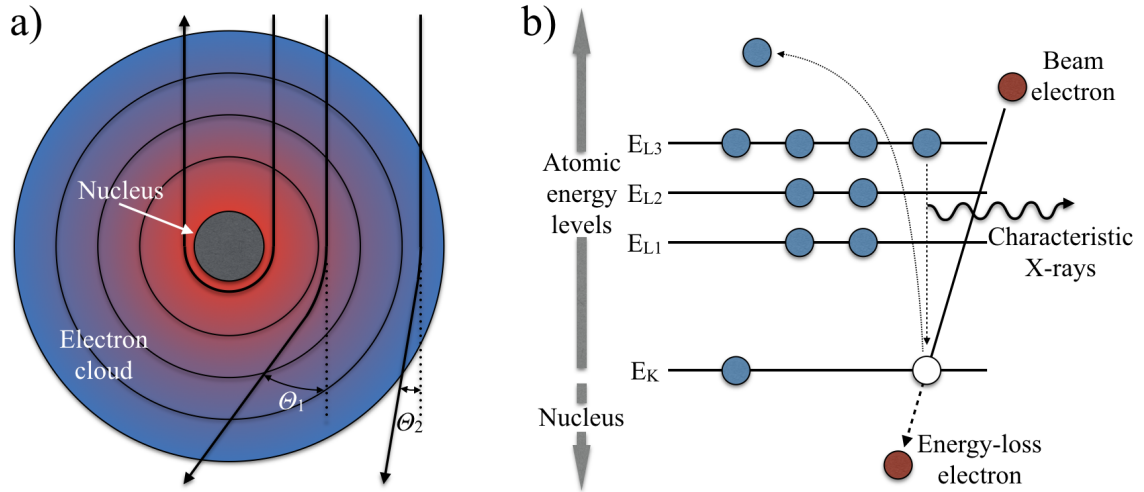 a)
Nucleus
Electron
cloud
Θ1
Θ2
b)
Atomic
energy
levels
Nucleus
EL3
EL2
EL1
EK
Beam
electron
Characteristic
X-rays
Energy-loss
electron